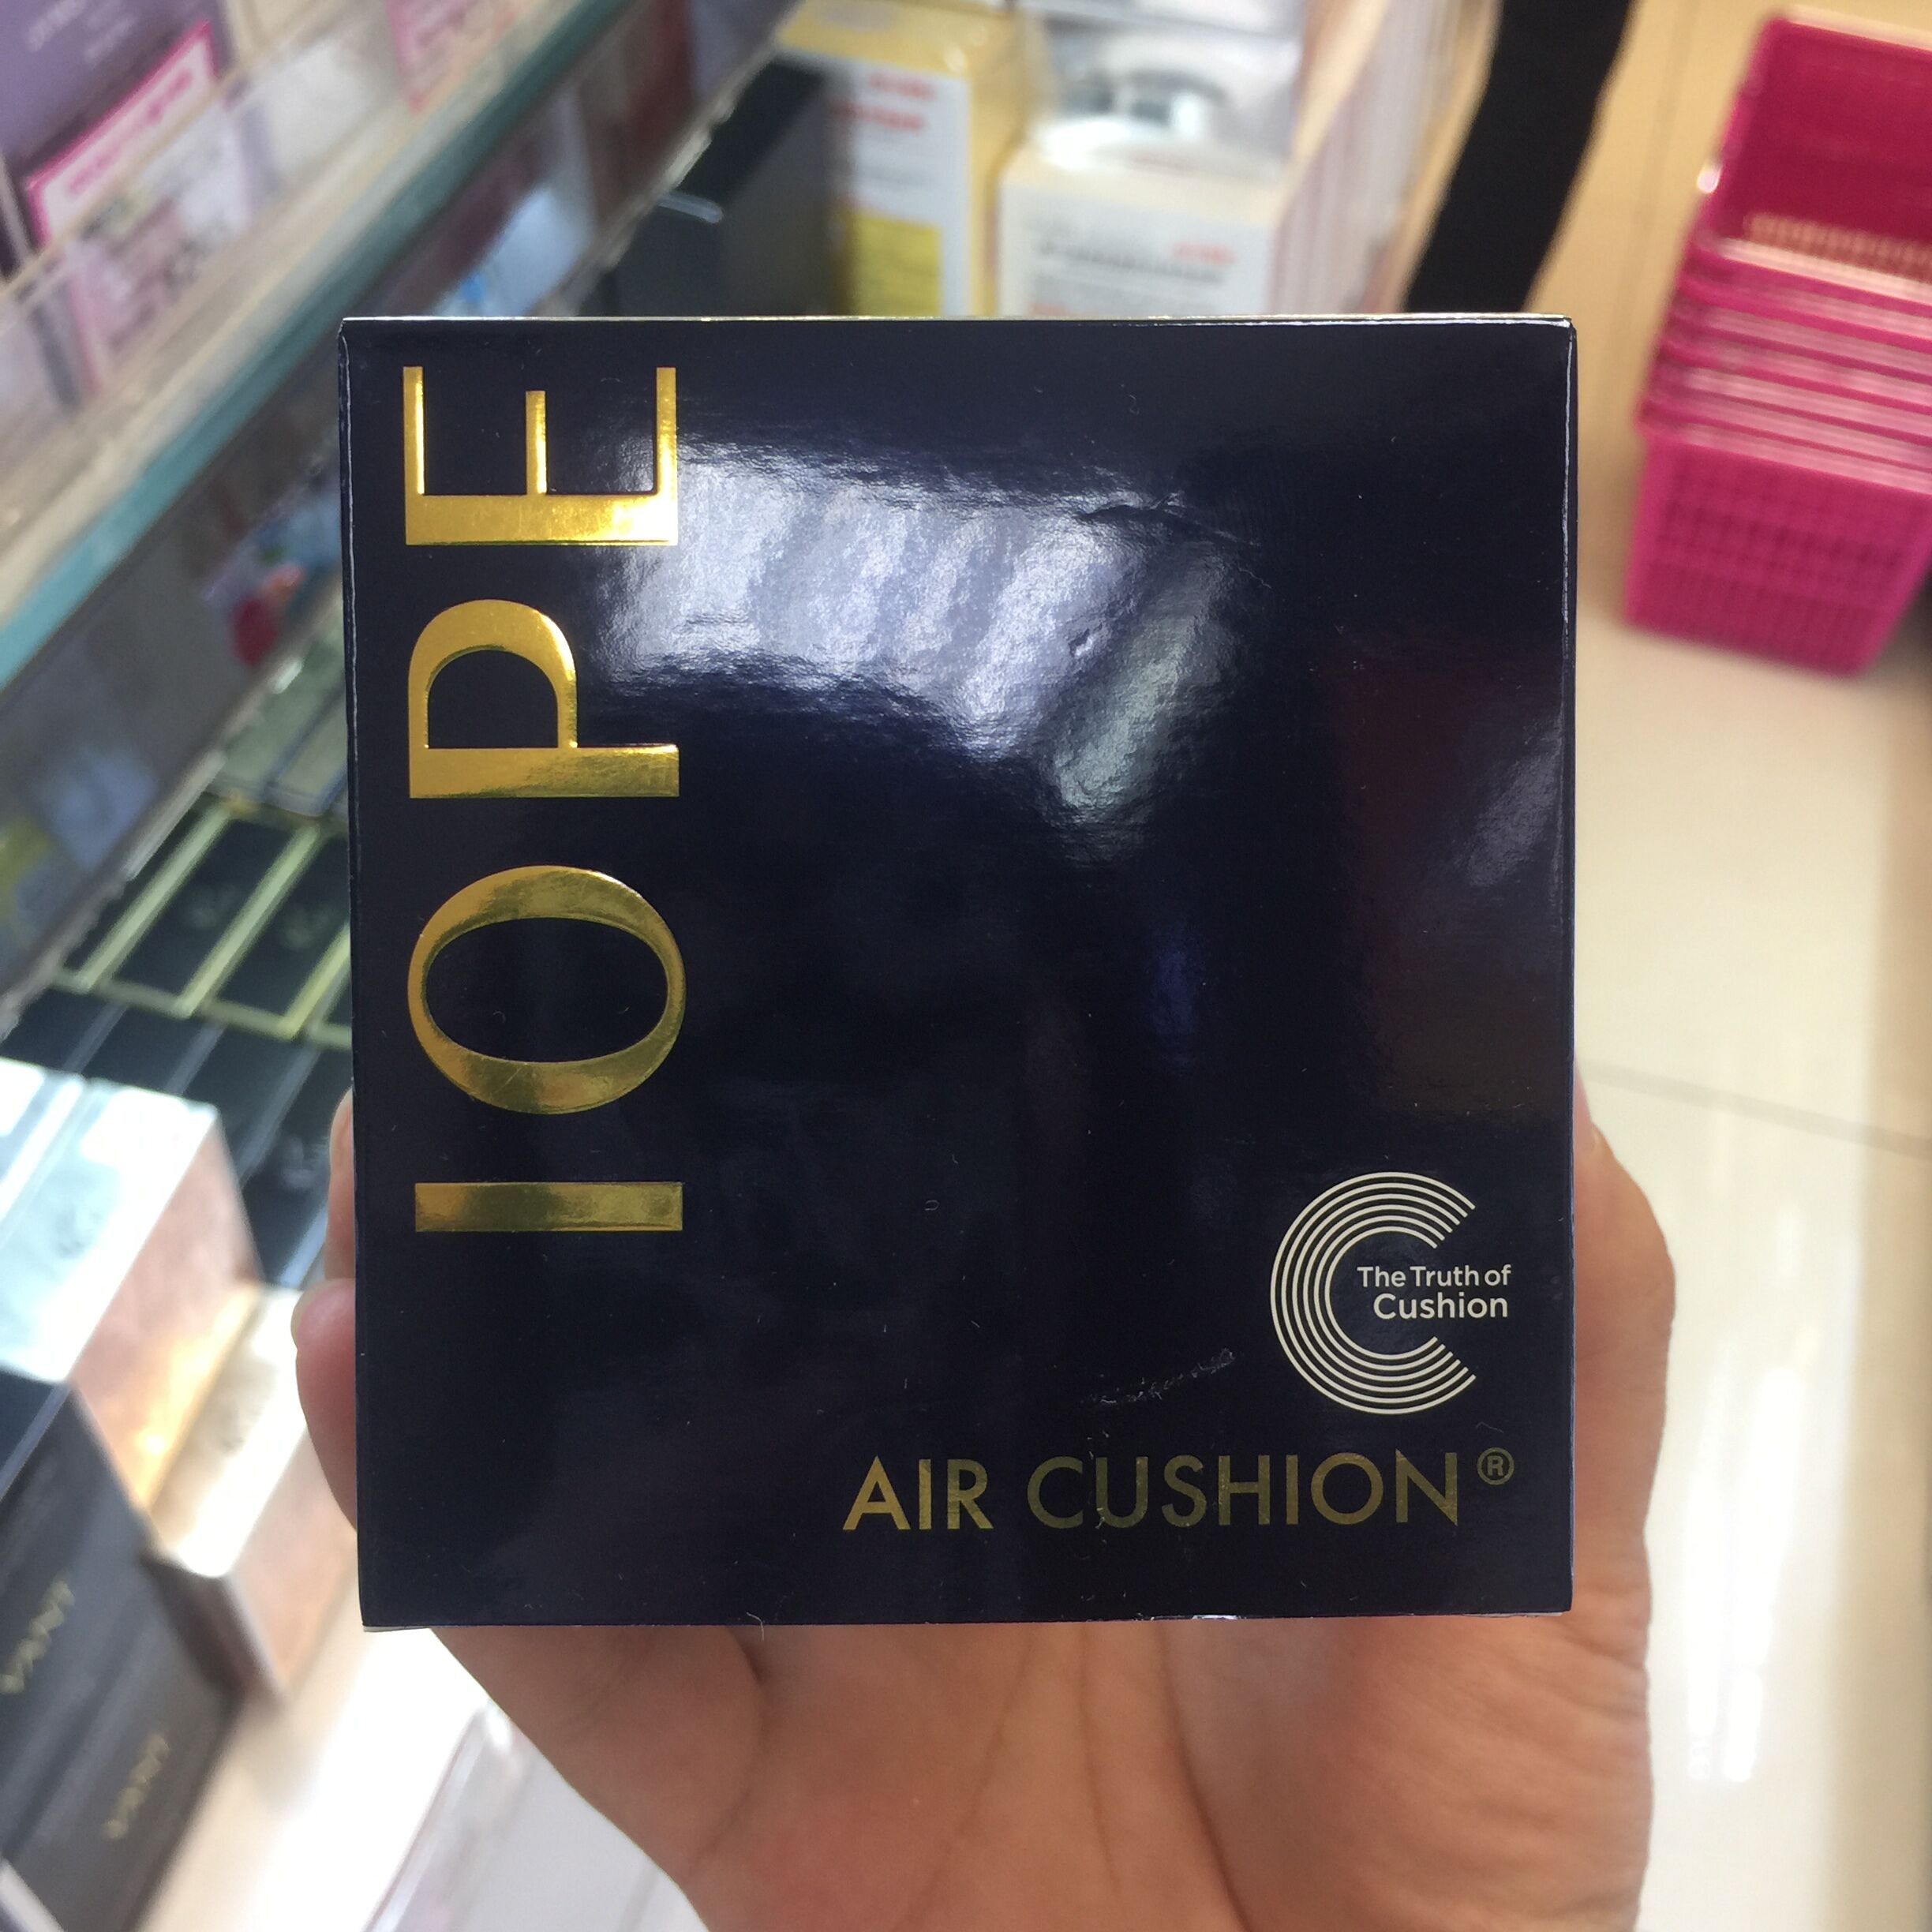 IOPE
The Truth of
Cushion
AIR CUSHION®